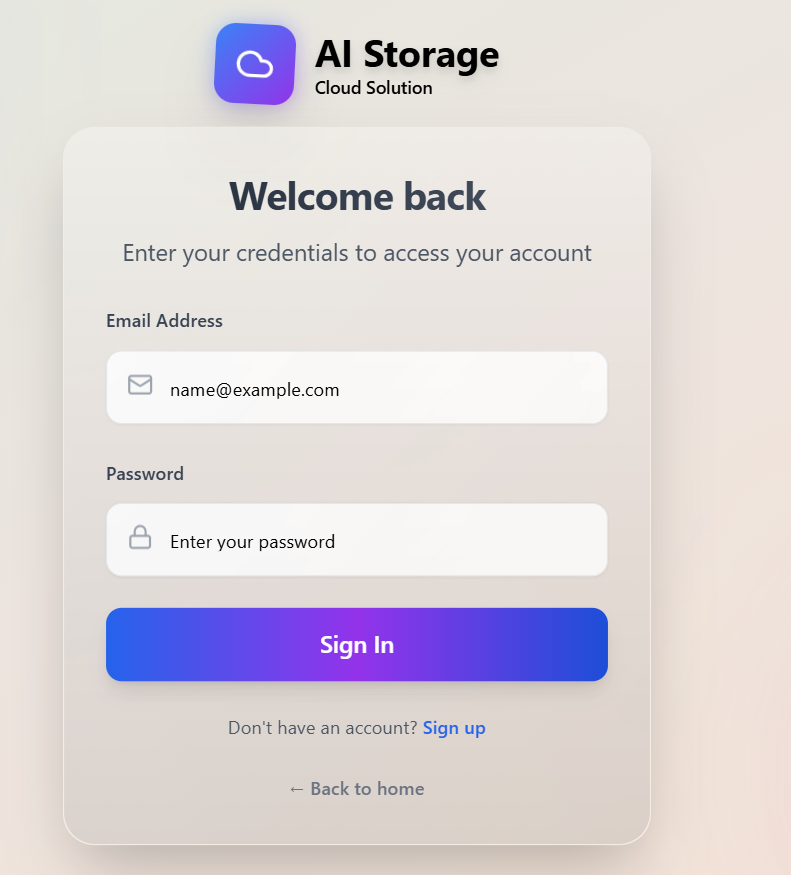 AI Storage
Cloud Solution
Welcome back
Enter your credentials to access your account
Email Address
name@example.com
Password
Enter your password
Sign In
Don't have an account? Sign up
← Back to home